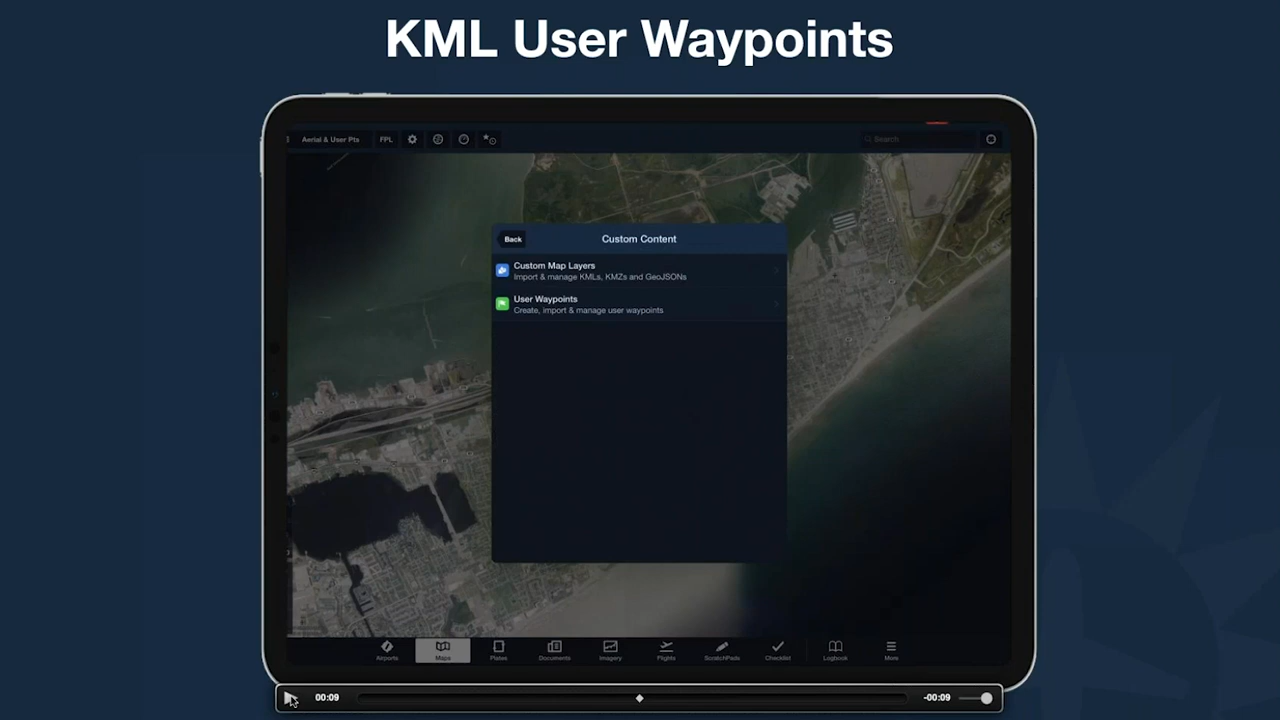 KML User Waypoints
Aerial & User Pts
FPL
Search
Back
Custom Content
Custom Map Layers
Import & manage KMLs, KMZs and GeoJSONs
User Waypoints
Create, import & manage user waypoints
Airports
Maps
Plates
Documents
Imagery
Flights
ScratchPads
Checklist
Logbook
More
00:09
-00:09